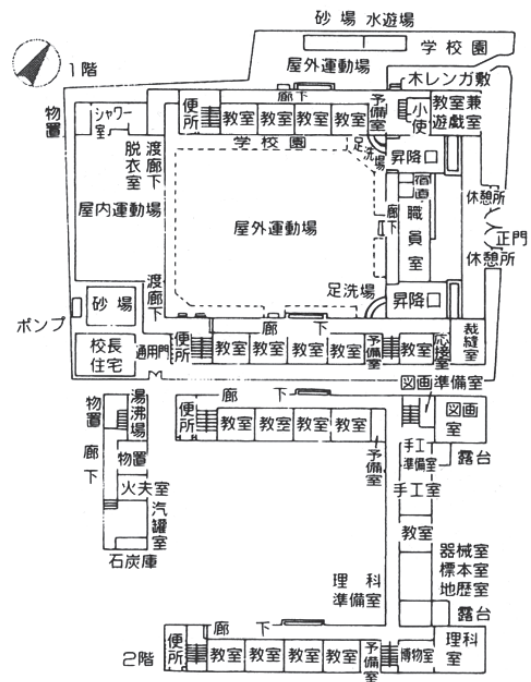 砂場 水遊場
学校園
1階
屋外運動場
木レンガ敷
物置
シャワー室
便所
廊下
教室 教室 教室 教室
予備室
小使
教室兼遊戯室
学校園
足洗場
昇降口
渡廊下
脱衣室
宿直
休憩所
屋内運動場
屋外運動場
廊下
職員室
正門
休憩所
渡廊下
足洗場
昇降口
砂場
ポンプ
校長住宅
通用門
便所
廊下
教室 教室 教室 教室
予備室
教室
応接室
裁縫室
図画準備室
物置
湯沸場
便所
廊下
教室 教室 教室 教室
予備室
図画室
手工準備室
露台
廊下
物置
火夫室
手工室
汽罐室
教室
石炭庫
器械室
標本室
地歴室
理科準備室
露台
2階
便所
廊下
教室 教室 教室 教室
予備室
博物室
理科室